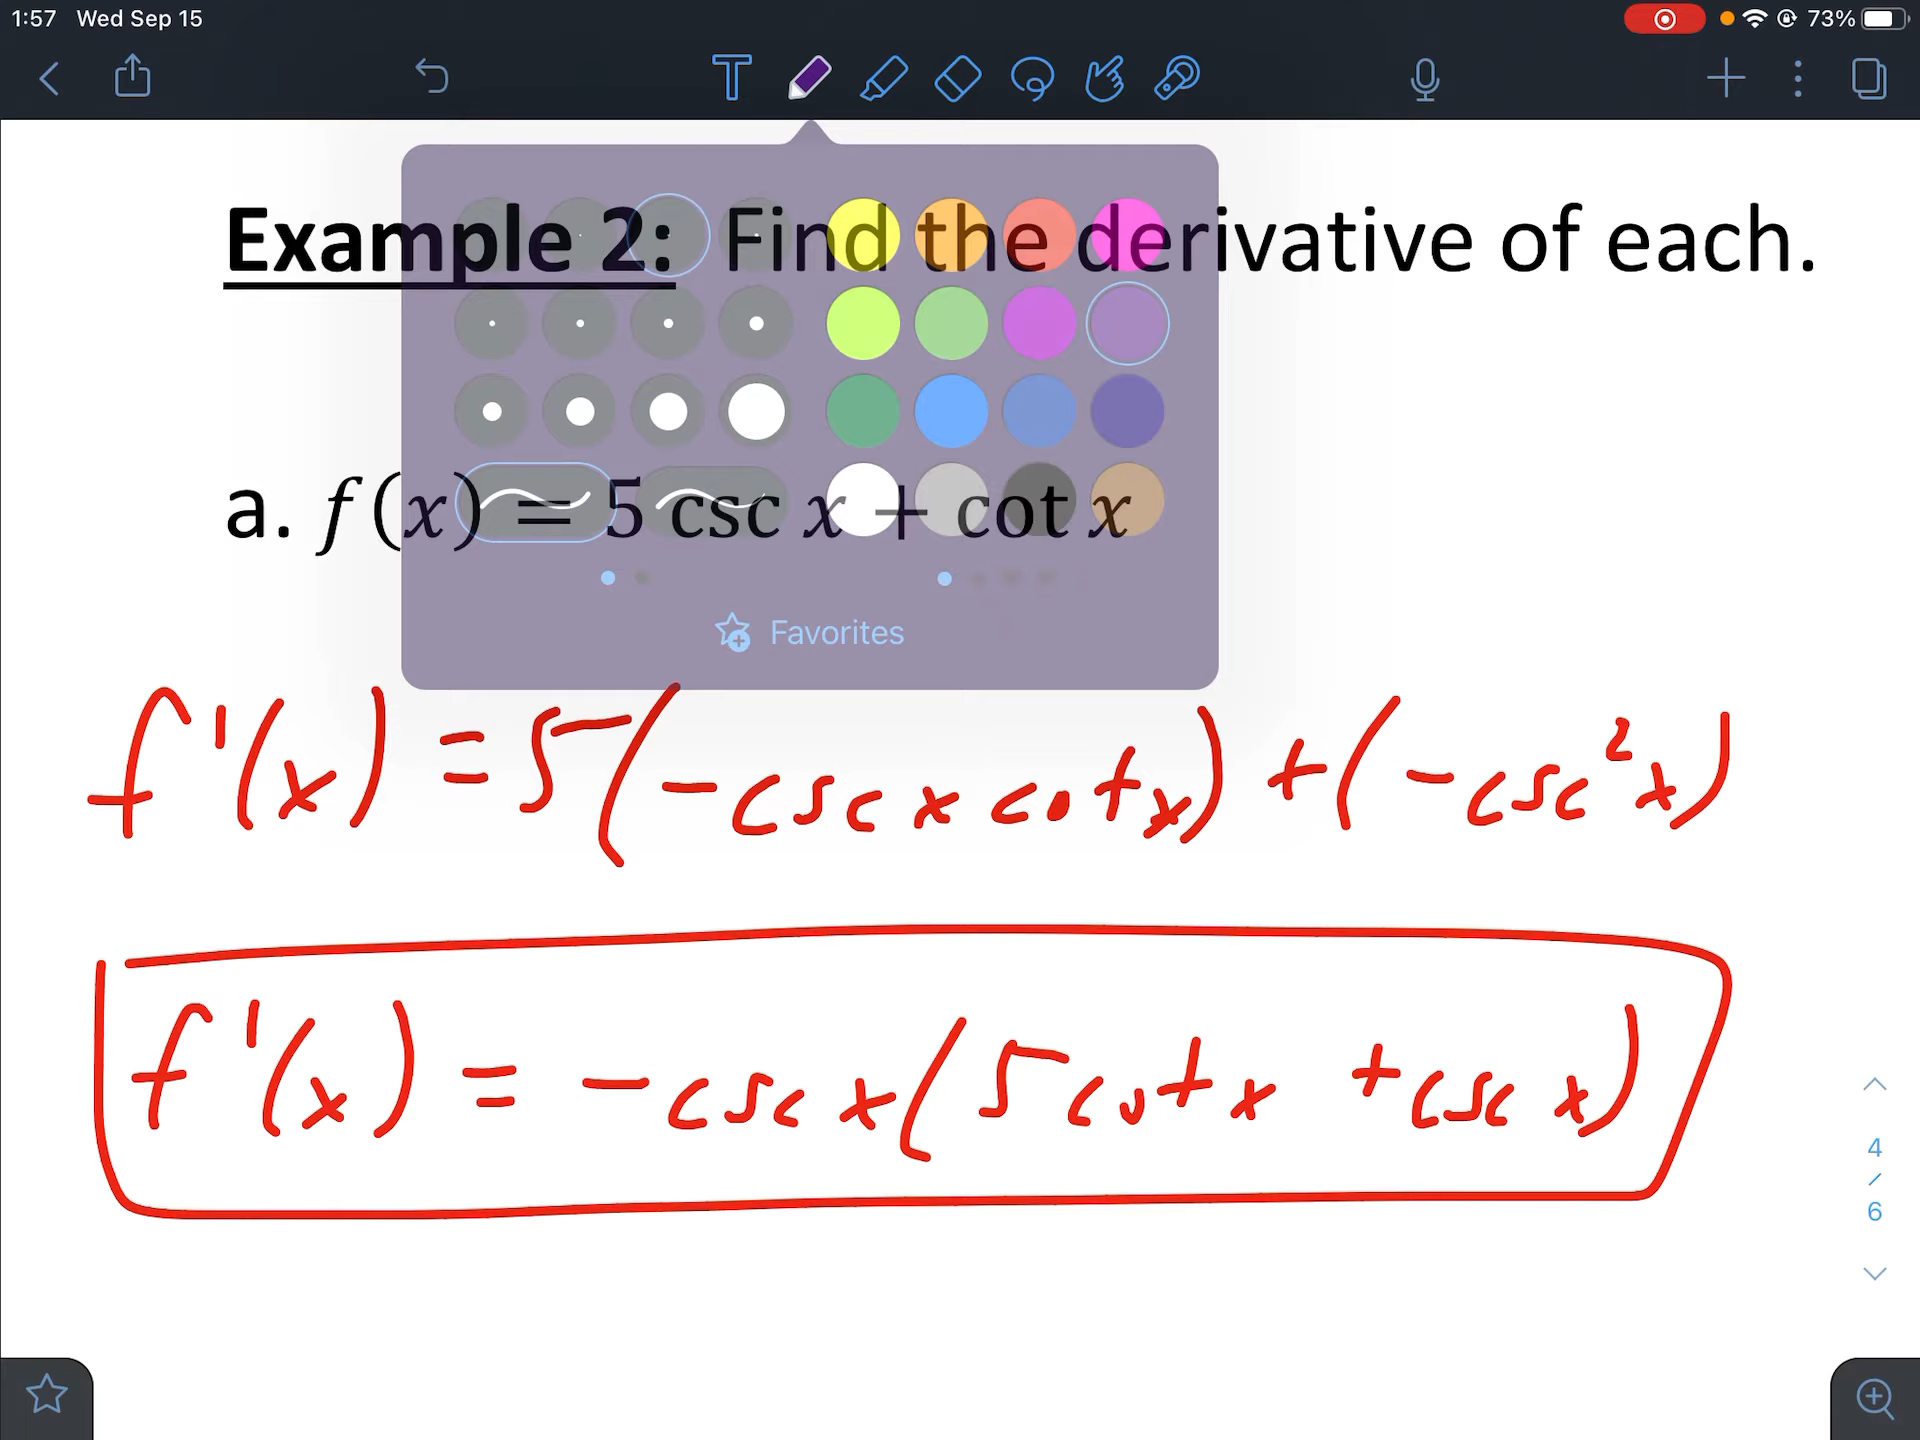 1:57 Wed Sep 15 73%
T
Example 2: Find the derivative of each.
a. f(x) = 5 csc x + cot x
Favorites
f'(x) = 5(-csc x cot x) + (-csc²x)
f'(x) = -csc x(5 cot x + csc x)
4
/
6